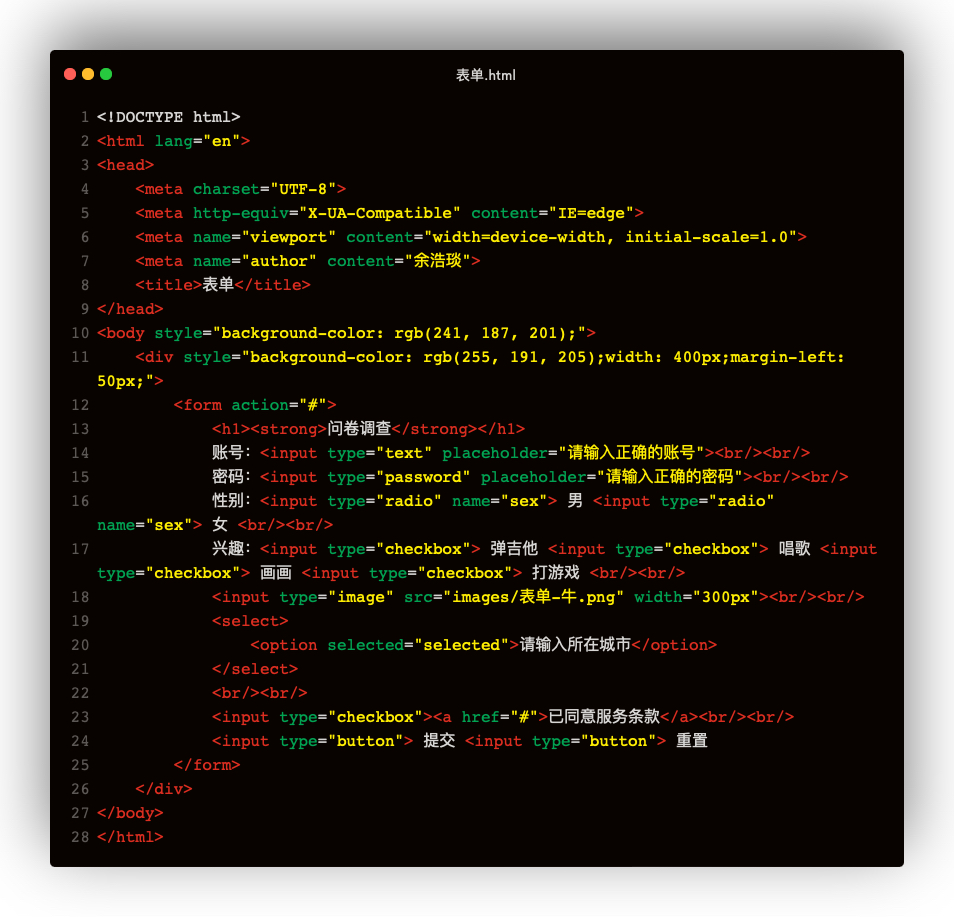 表单.html
1 <!DOCTYPE html>
2 <html lang="en">
3 <head>
4     <meta charset="UTF-8">
5     <meta http-equiv="X-UA-Compatible" content="IE=edge">
6     <meta name="viewport" content="width=device-width, initial-scale=1.0">
7     <meta name="author" content="余浩琰">
8     <title>表单</title>
9 </head>
10 <body style="background-color: rgb(241, 187, 201);">
11     <div style="background-color: rgb(255, 191, 205);width: 400px;margin-left:
50px;">
12         <form action="#">
13             <h1><strong>问卷调查</strong></h1>
14             账号：<input type="text" placeholder="请输入正确的账号"><br/><br/>
15             密码：<input type="password" placeholder="请输入正确的密码"><br/><br/>
16             性别：<input type="radio" name="sex"> 男 <input type="radio"
name="sex"> 女 <br/><br/>
17             兴趣：<input type="checkbox"> 弹吉他 <input type="checkbox"> 唱歌 <input
type="checkbox"> 画画 <input type="checkbox"> 打游戏 <br/><br/>
18             <input type="image" src="images/表单-牛.png" width="300px"><br/><br/>
19             <select>
20                 <option selected="selected">请输入所在城市</option>
21             </select>
22             <br/><br/>
23             <input type="checkbox"><a href="#">已同意服务条款</a><br/><br/>
24             <input type="button"> 提交 <input type="button"> 重置
25         </form>
26     </div>
27 </body>
28 </html>